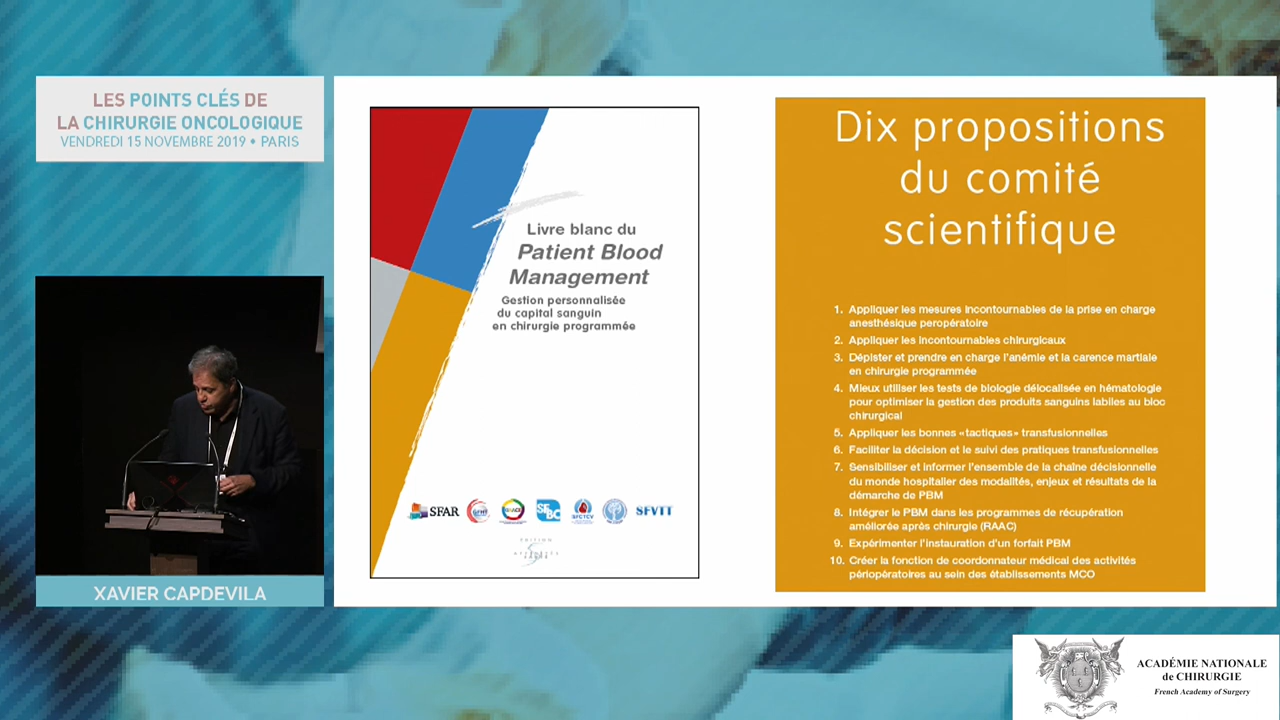 LES POINTS CLÉS DE
LA CHIRURGIE ONCOLOGIQUE
VENDREDI 15 NOVEMBRE 2019 • PARIS
XAVIER CAPDEVILA
Livre blanc du
Patient Blood
Management
Gestion personnalisée
du capital sanguin
en chirurgie programmée
SFAR
SFBC
SFVTT
Dix propositions
du comité
scientifique
1. Appliquer les mesures incontournables de la prise en charge
anesthésique peropératoire
2. Appliquer les incontournables chirurgicaux
3. Dépister et prendre en charge l'anémie et la carence martiale
en chirurgie programmée
4. Mieux utiliser les tests de biologie délocalisée en hématologie
pour optimiser la gestion des produits sanguins labiles au bloc
chirurgical
5. Appliquer les bonnes «tactiques» transfusionnelles
6. Faciliter la décision et le suivi des pratiques transfusionnelles
7. Sensibiliser et informer l'ensemble de la chaîne décisionnelle
du monde hospitalier des modalités, enjeux et résultats de la
démarche de PBM
8. Intégrer le PBM dans les programmes de récupération
améliorée après chirurgie (RAAC)
9. Expérimenter l'instauration d'un forfait PBM
10. Créer la fonction de coordonnateur médical des activités
périopératoires au sein des établissements MCO
ACADÉMIE NATIONALE
de CHIRURGIE
French Academy of Surgery